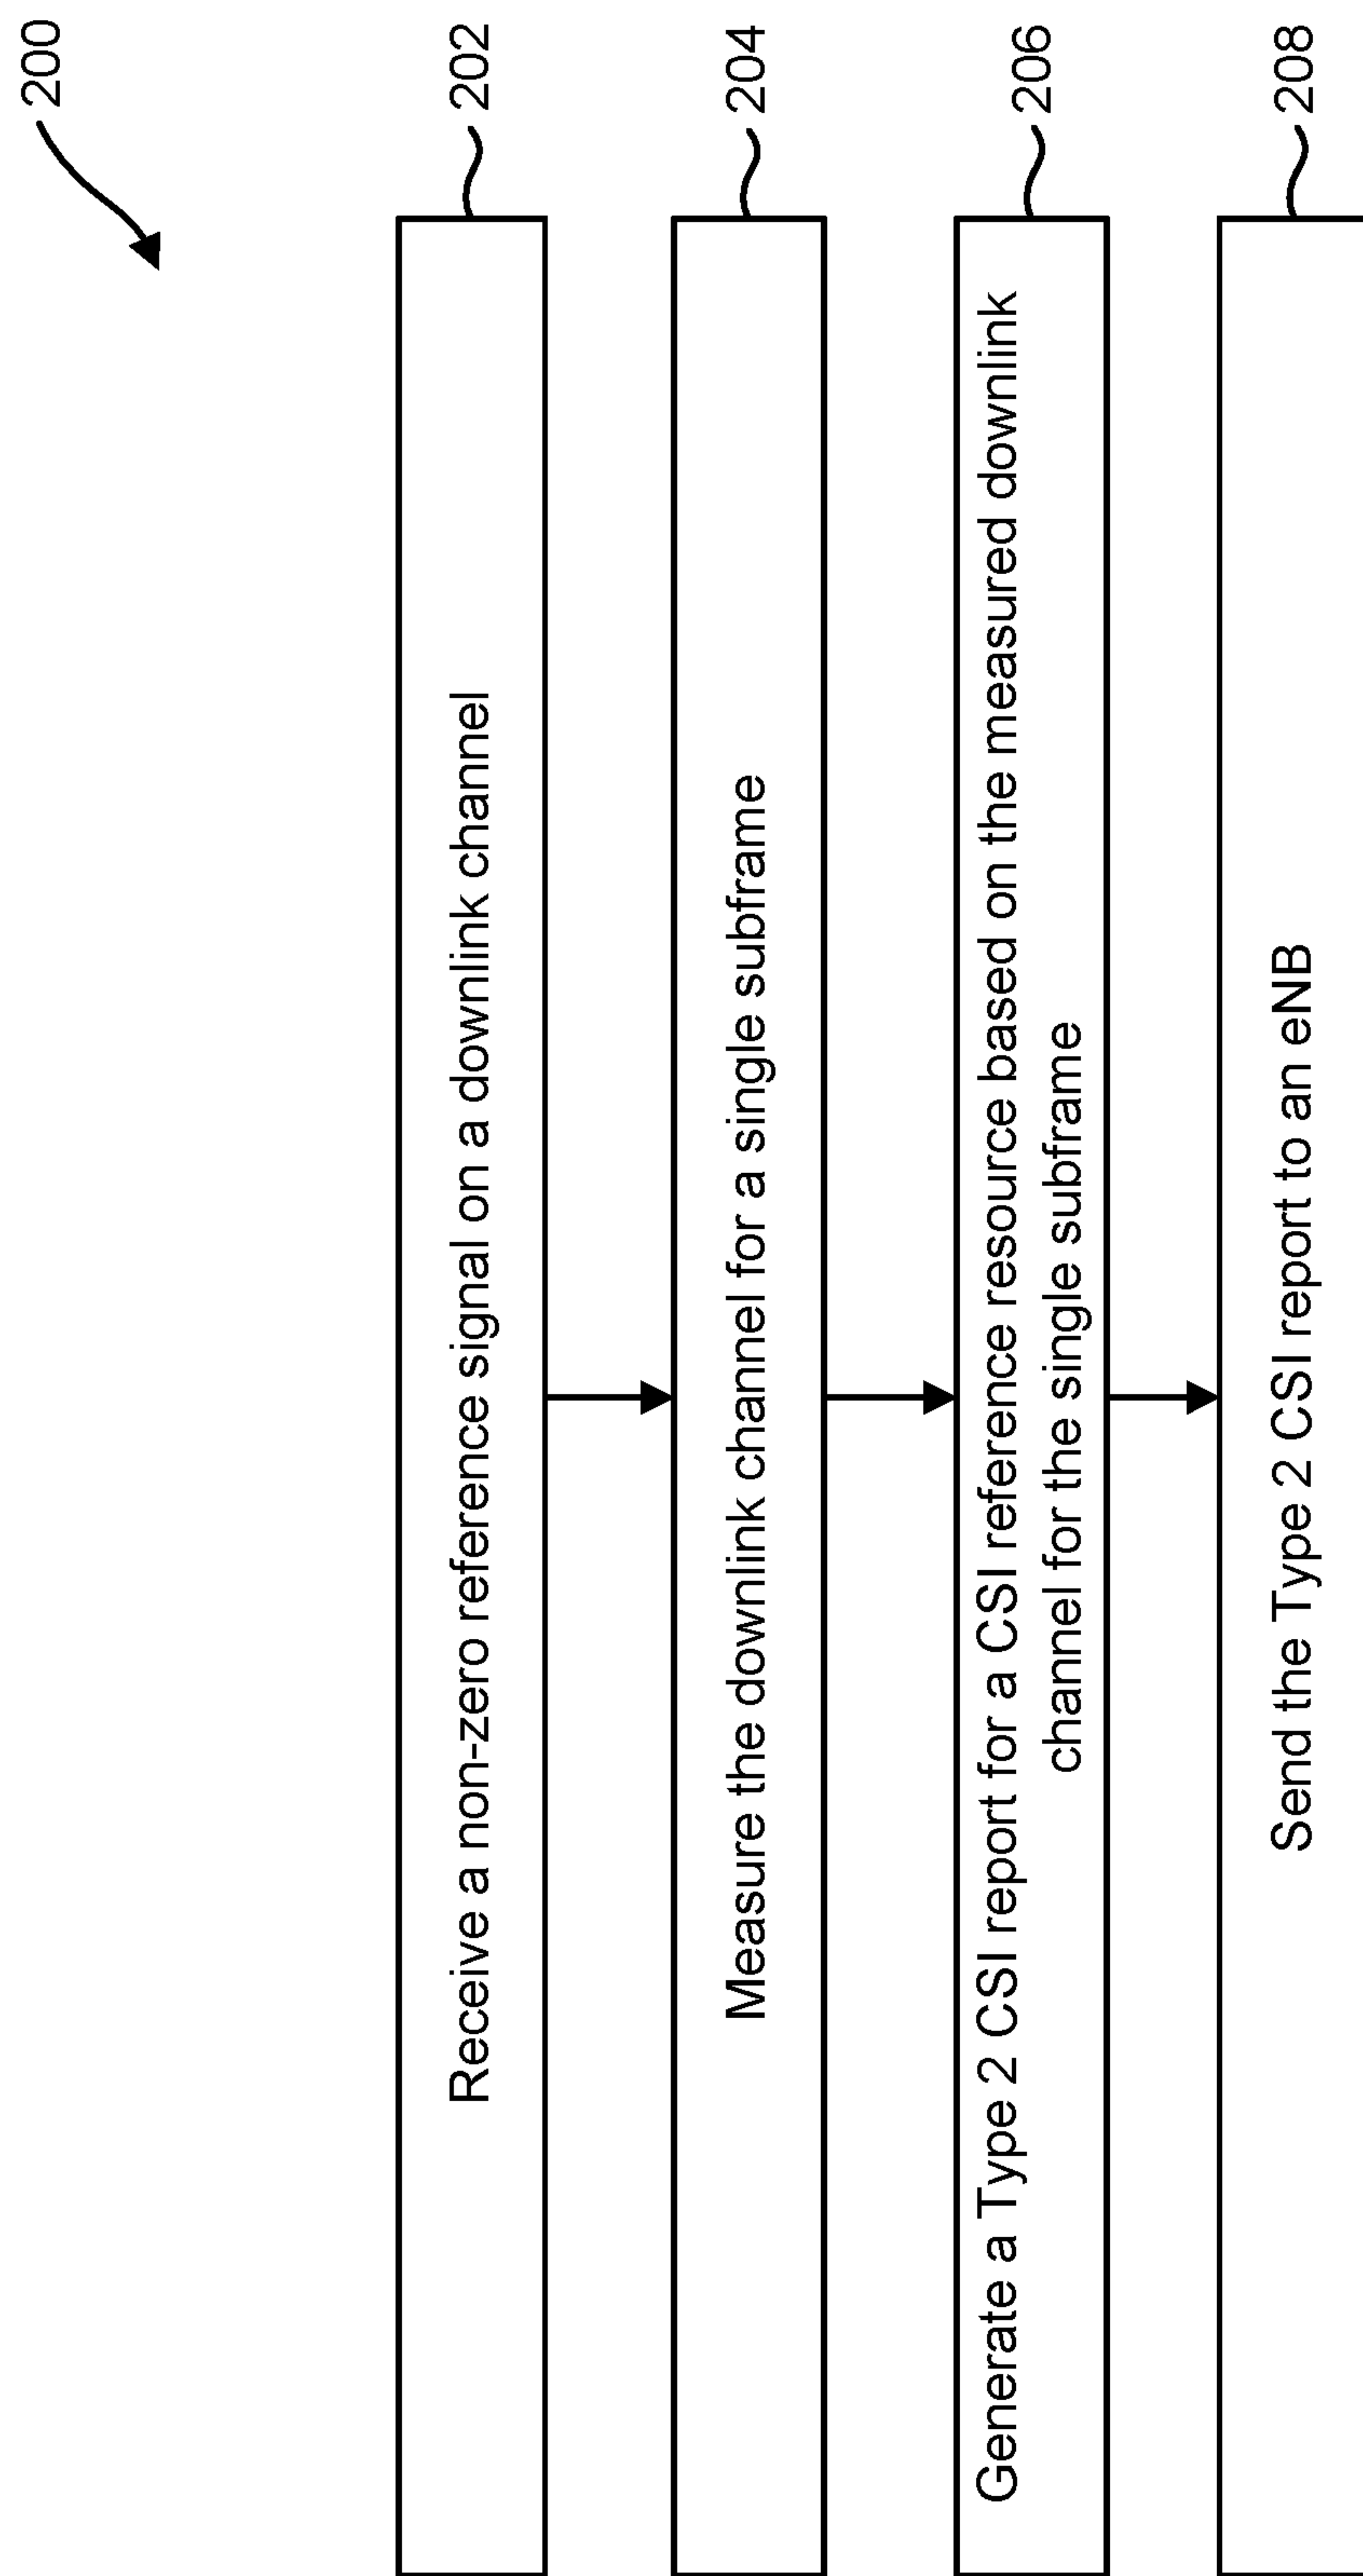 200
Receive a non-zero reference signal on a downlink channel
202
Measure the downlink channel for a single subframe
204
Generate a Type 2 CSI report for a CSI reference resource based on the measured downlink
channel for the single subframe
206
Send the Type 2 CSI report to an eNB
208